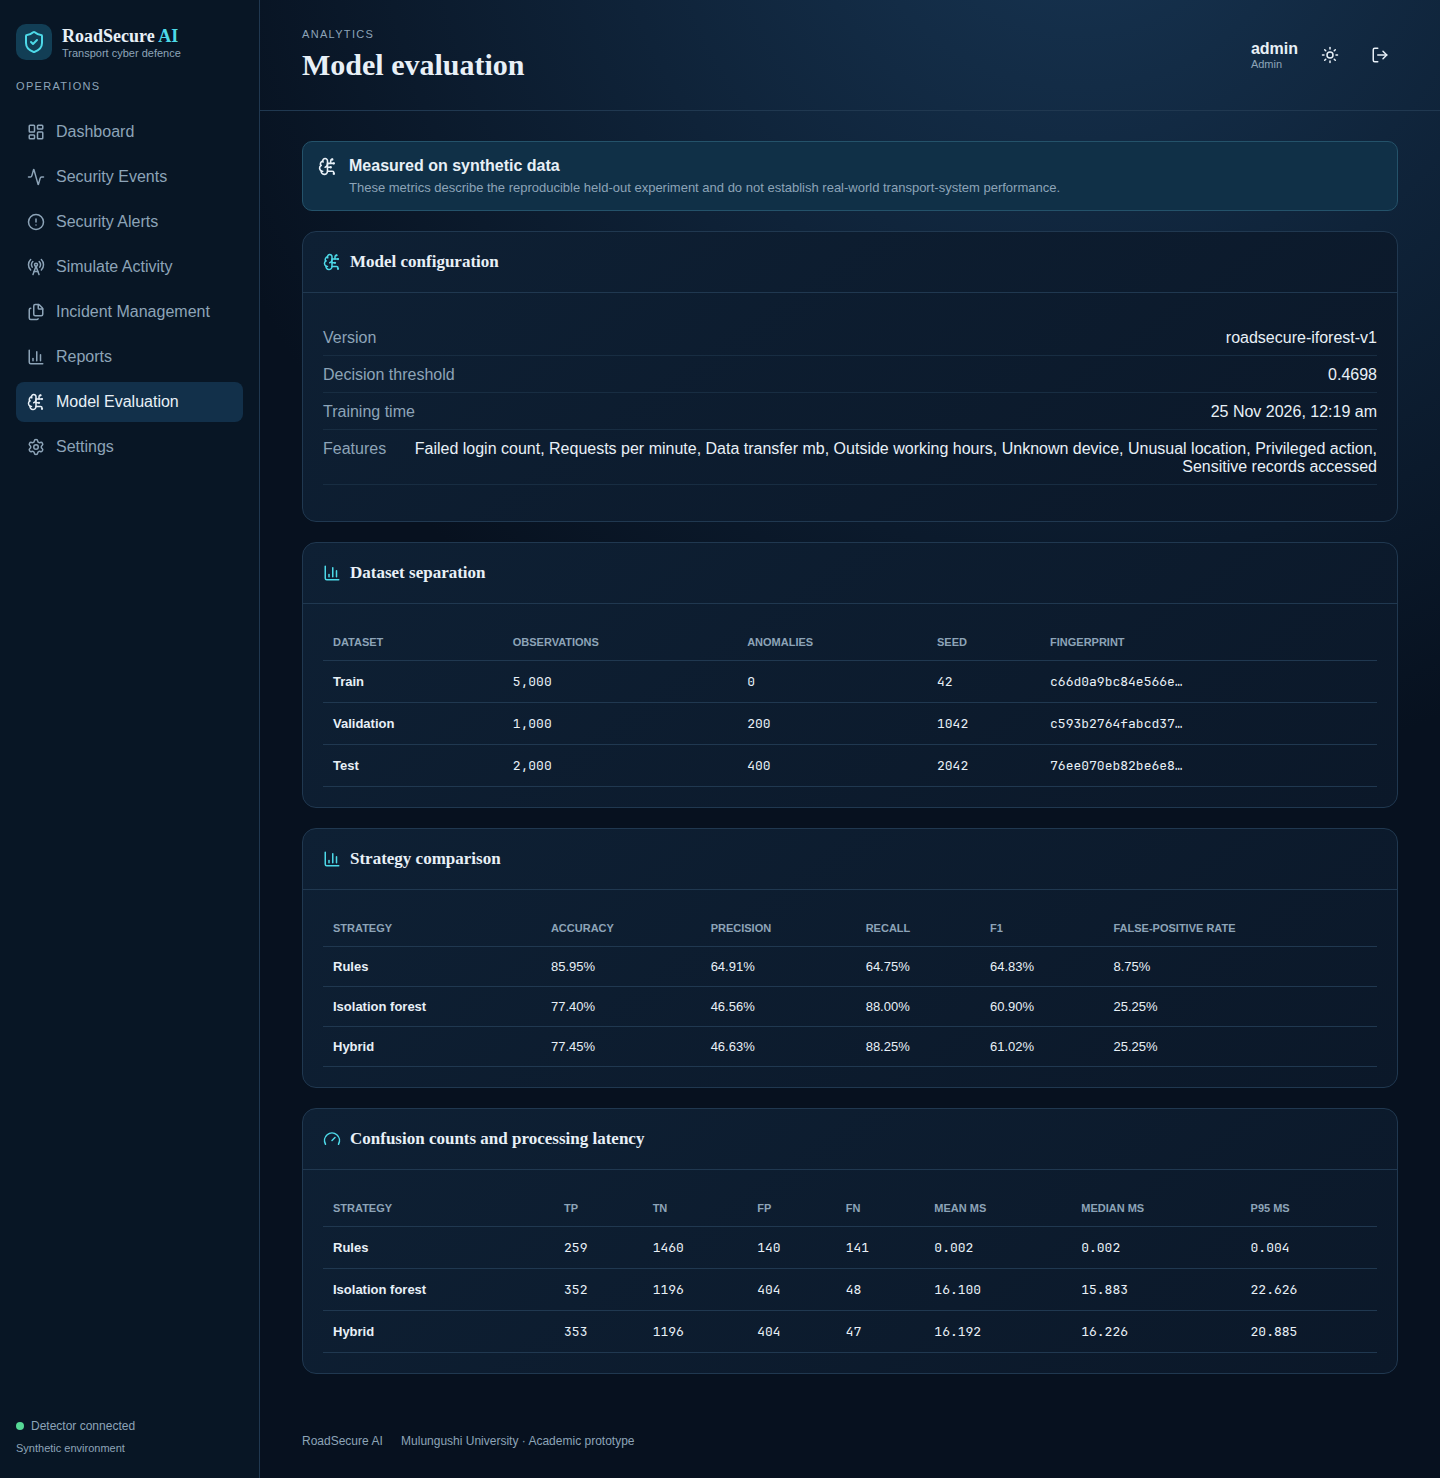 RoadSecure AI
Transport cyber defence
OPERATIONS
Dashboard
Security Events
Security Alerts
Simulate Activity
Incident Management
Reports
Model Evaluation
Settings
Detector connected
Synthetic environment
ANALYTICS
Model evaluation
admin
Admin
Measured on synthetic data
These metrics describe the reproducible held-out experiment and do not establish real-world transport-system performance.
Model configuration
Version roadsecure-iforest-v1
Decision threshold 0.4698
Training time 25 Nov 2026, 12:19 am
Features Failed login count, Requests per minute, Data transfer mb, Outside working hours, Unknown device, Unusual location, Privileged action,
Sensitive records accessed
Dataset separation
DATASET OBSERVATIONS ANOMALIES SEED FINGERPRINT
Train 5,000 0 42 c66d0a9bc84e566e…
Validation 1,000 200 1042 c593b2764fabcd37…
Test 2,000 400 2042 76ee070eb82be6e8…
Strategy comparison
STRATEGY ACCURACY PRECISION RECALL F1 FALSE-POSITIVE RATE
Rules 85.95% 64.91% 64.75% 64.83% 8.75%
Isolation forest 77.40% 46.56% 88.00% 60.90% 25.25%
Hybrid 77.45% 46.63% 88.25% 61.02% 25.25%
Confusion counts and processing latency
STRATEGY TP TN FP FN MEAN MS MEDIAN MS P95 MS
Rules 259 1460 140 141 0.002 0.002 0.004
Isolation forest 352 1196 404 48 16.100 15.883 22.626
Hybrid 353 1196 404 47 16.192 16.226 20.885
RoadSecure AI Mulungushi University · Academic prototype